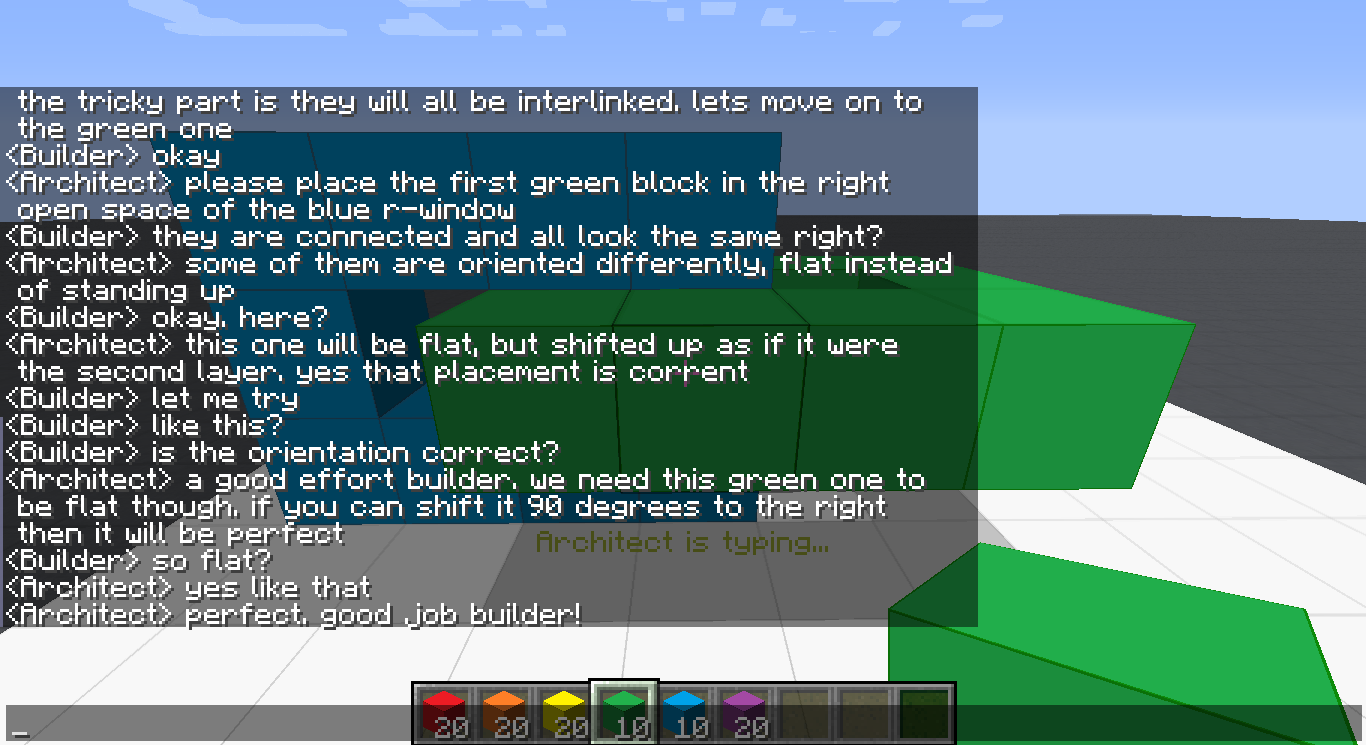 the tricky part is they will all be interlinked. lets move on to
the green one
<Builder> okay
<Architect> please place the first green block in the right
open space of the blue r-window
<Builder> they are connected and all look the same right?
<Architect> some of them are oriented differently, flat instead
of standing up
<Builder> okay. here?
<Architect> this one will be flat, but shifted up as if it were
the second layer. yes that placement is corrent
<Builder> let me try
<Builder> like this?
<Builder> is the orientation correct?
<Architect> a good effort builder. we need this green one to
be flat though. if you can shift it 90 degrees to the right
then it will be perfect
Architect is typing...
<Builder> so flat?
<Architect> yes like that
<Architect> perfect. good job builder!
20 20 20 10 10 20
_